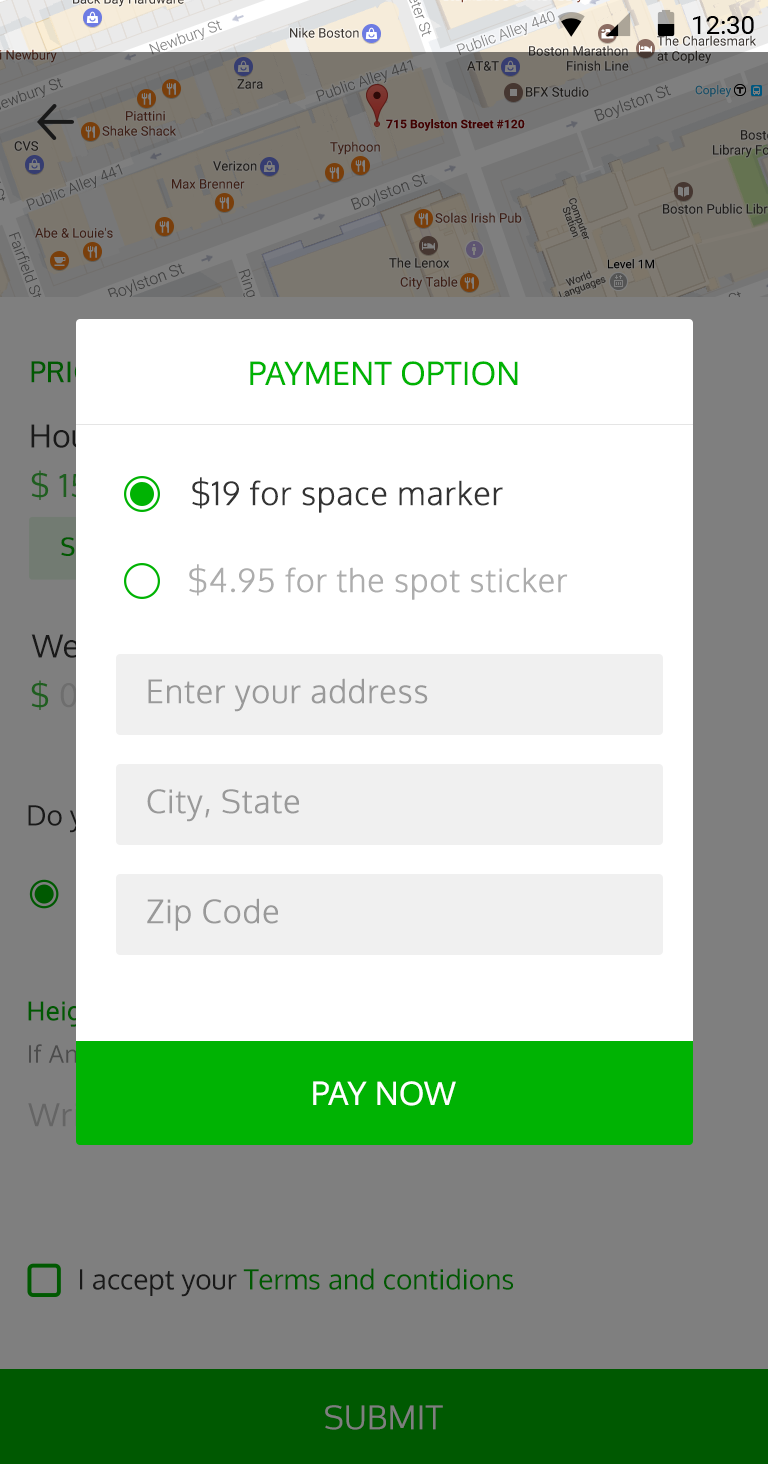 Back Bay Hardware
Newbury St
Nike Boston
Public Alley 440
12:30
The Charlesmark
at Copley
Boston Marathon
Finish Line
Newbury
Zara
Public Alley 441
AT&T
BFX Studio
Copley
Boylston St
ewbury St
Piattini
Shake Shack
715 Boylston Street #120
CVS
Typhoon
Verizon
Public Alley 441
Max Brenner
Boylston St
Boston Public Libr
Abe & Louie's
Solas Irish Pub
Computer
Station
Fairfield St
The Lenox
Level 1M
City Table
World
Languages
Boylston St
Ring
PAYMENT OPTION
$19 for space marker
$4.95 for the spot sticker
Enter your address
City, State
Zip Code
PAY NOW
PRI
Hou
$ 15
S
We
$ 0
Do y
Heig
If An
Wr
I accept your Terms and contidions
SUBMIT